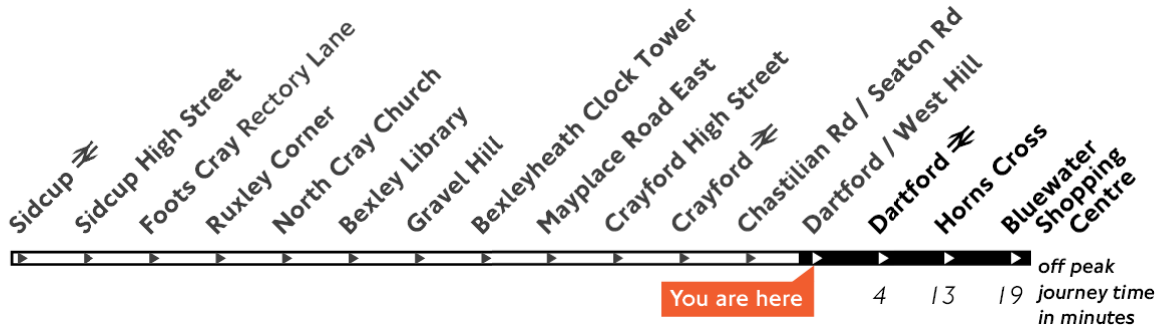 Sidcup
Sidcup High Street
Foots Cray Rectory Lane
Ruxley Corner
North Cray Church
Bexley Library
Gravel Hill
Bexleyheath Clock Tower
Mayplace Road East
Crayford High Street
Crayford
Chastilian Rd / Seaton Rd
Dartford / West Hill
Dartford
Horns Cross
Bluewater
Shopping
Centre
You are here
4 13 19
off peak
journey time
in minutes